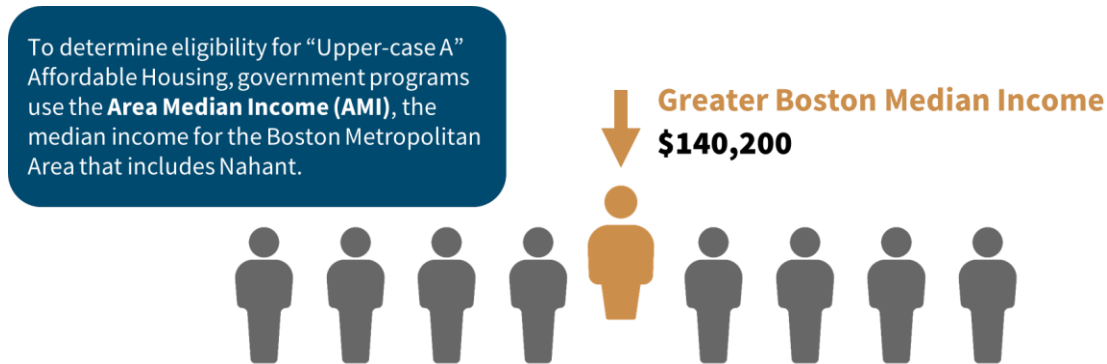 To determine eligibility for “Upper-case A”
Affordable Housing, government programs
use the Area Median Income (AMI), the
median income for the Boston Metropolitan
Area that includes Nahant.
Greater Boston Median Income
$140,200